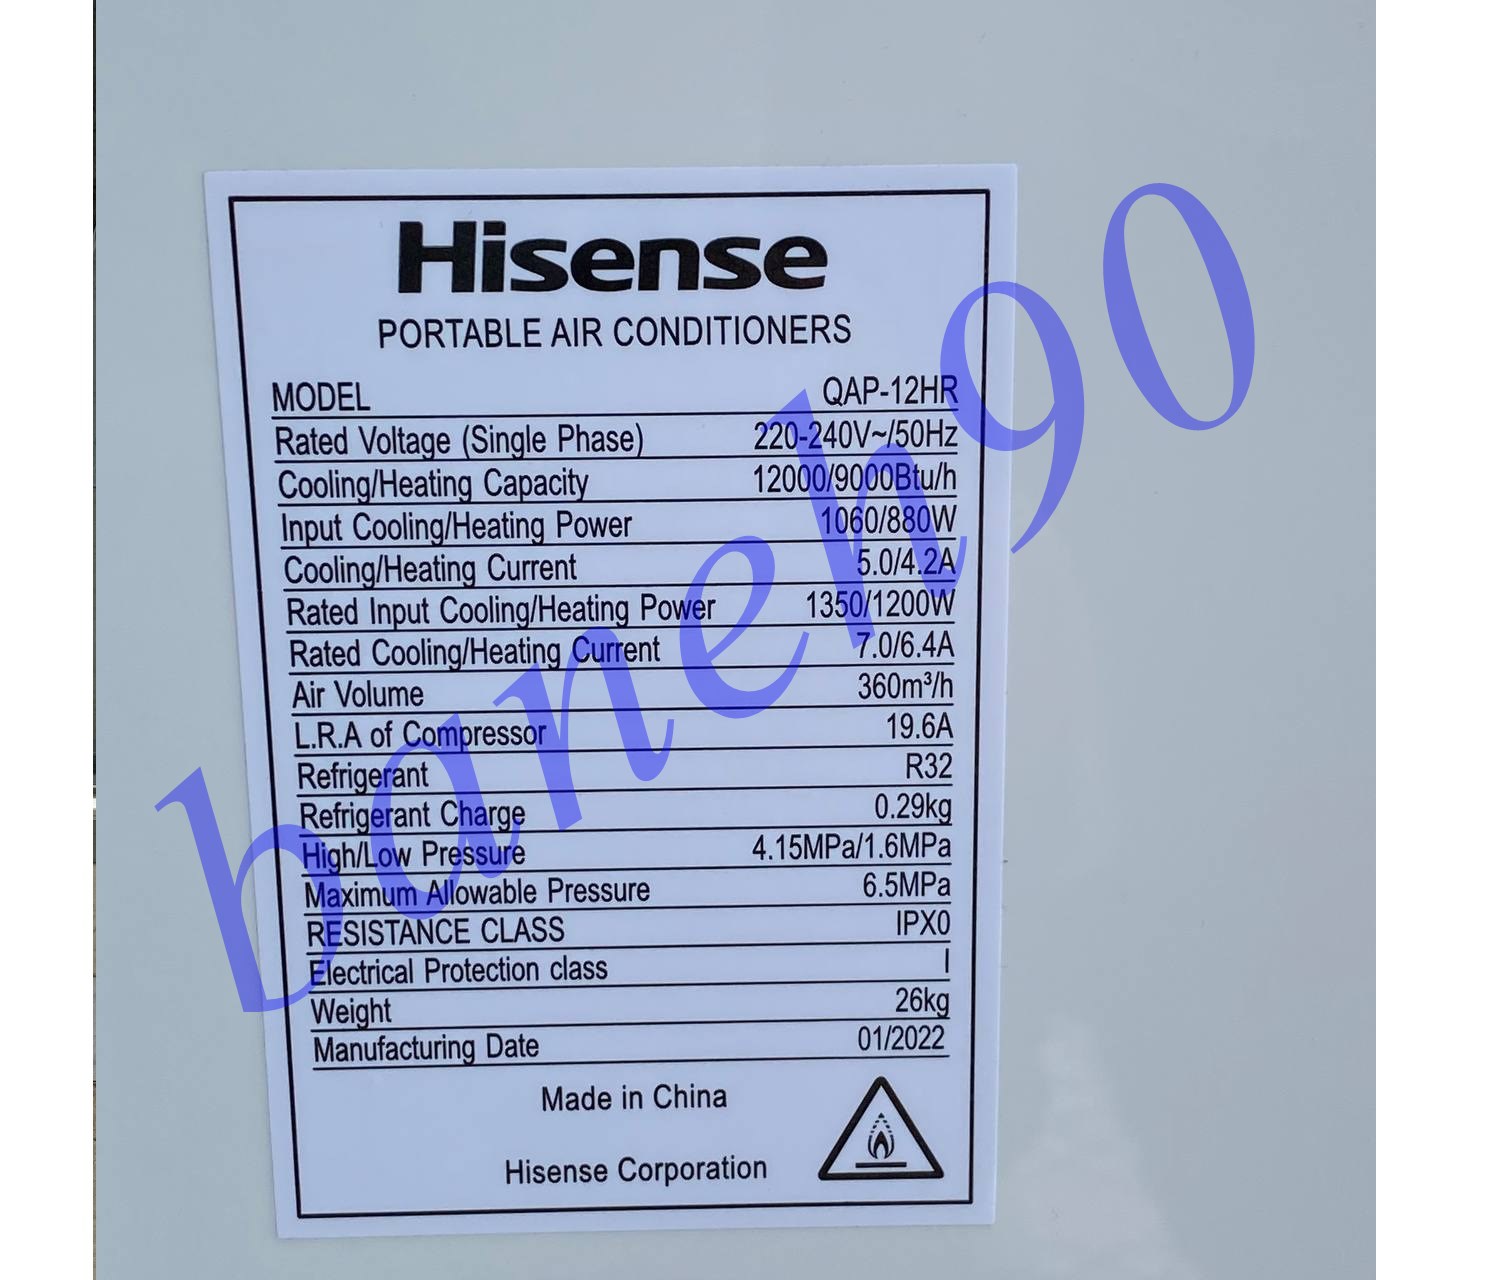 Hisense
PORTABLE AIR CONDITIONERS
MODEL QAP-12HR
Rated Voltage (Single Phase) 220-240V~/50Hz
Cooling/Heating Capacity 12000/9000Btu/h
Input Cooling/Heating Power 1060/880W
Cooling/Heating Current 5.0/4.2A
Rated Input Cooling/Heating Power 1350/1200W
Rated Cooling/Heating Current 7.0/6.4A
Air Volume 360m³/h
L.R.A of Compressor 19.6A
Refrigerant R32
Refrigerant Charge 0.29kg
High/Low Pressure 4.15MPa/1.6MPa
Maximum Allowable Pressure 6.5MPa
RESISTANCE CLASS IPX0
Electrical Protection class I
Weight 26kg
Manufacturing Date 01/2022
Made in China
Hisense Corporation
baneh90